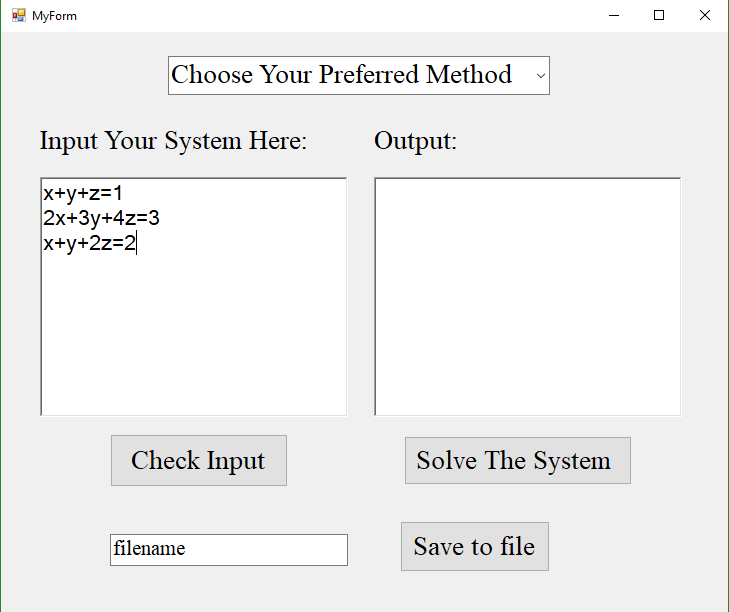 MyForm
Choose Your Preferred Method
Input Your System Here:
Output:
x+y+z=1
2x+3y+4z=3
x+y+2z=2
Check Input
Solve The System
filename
Save to file